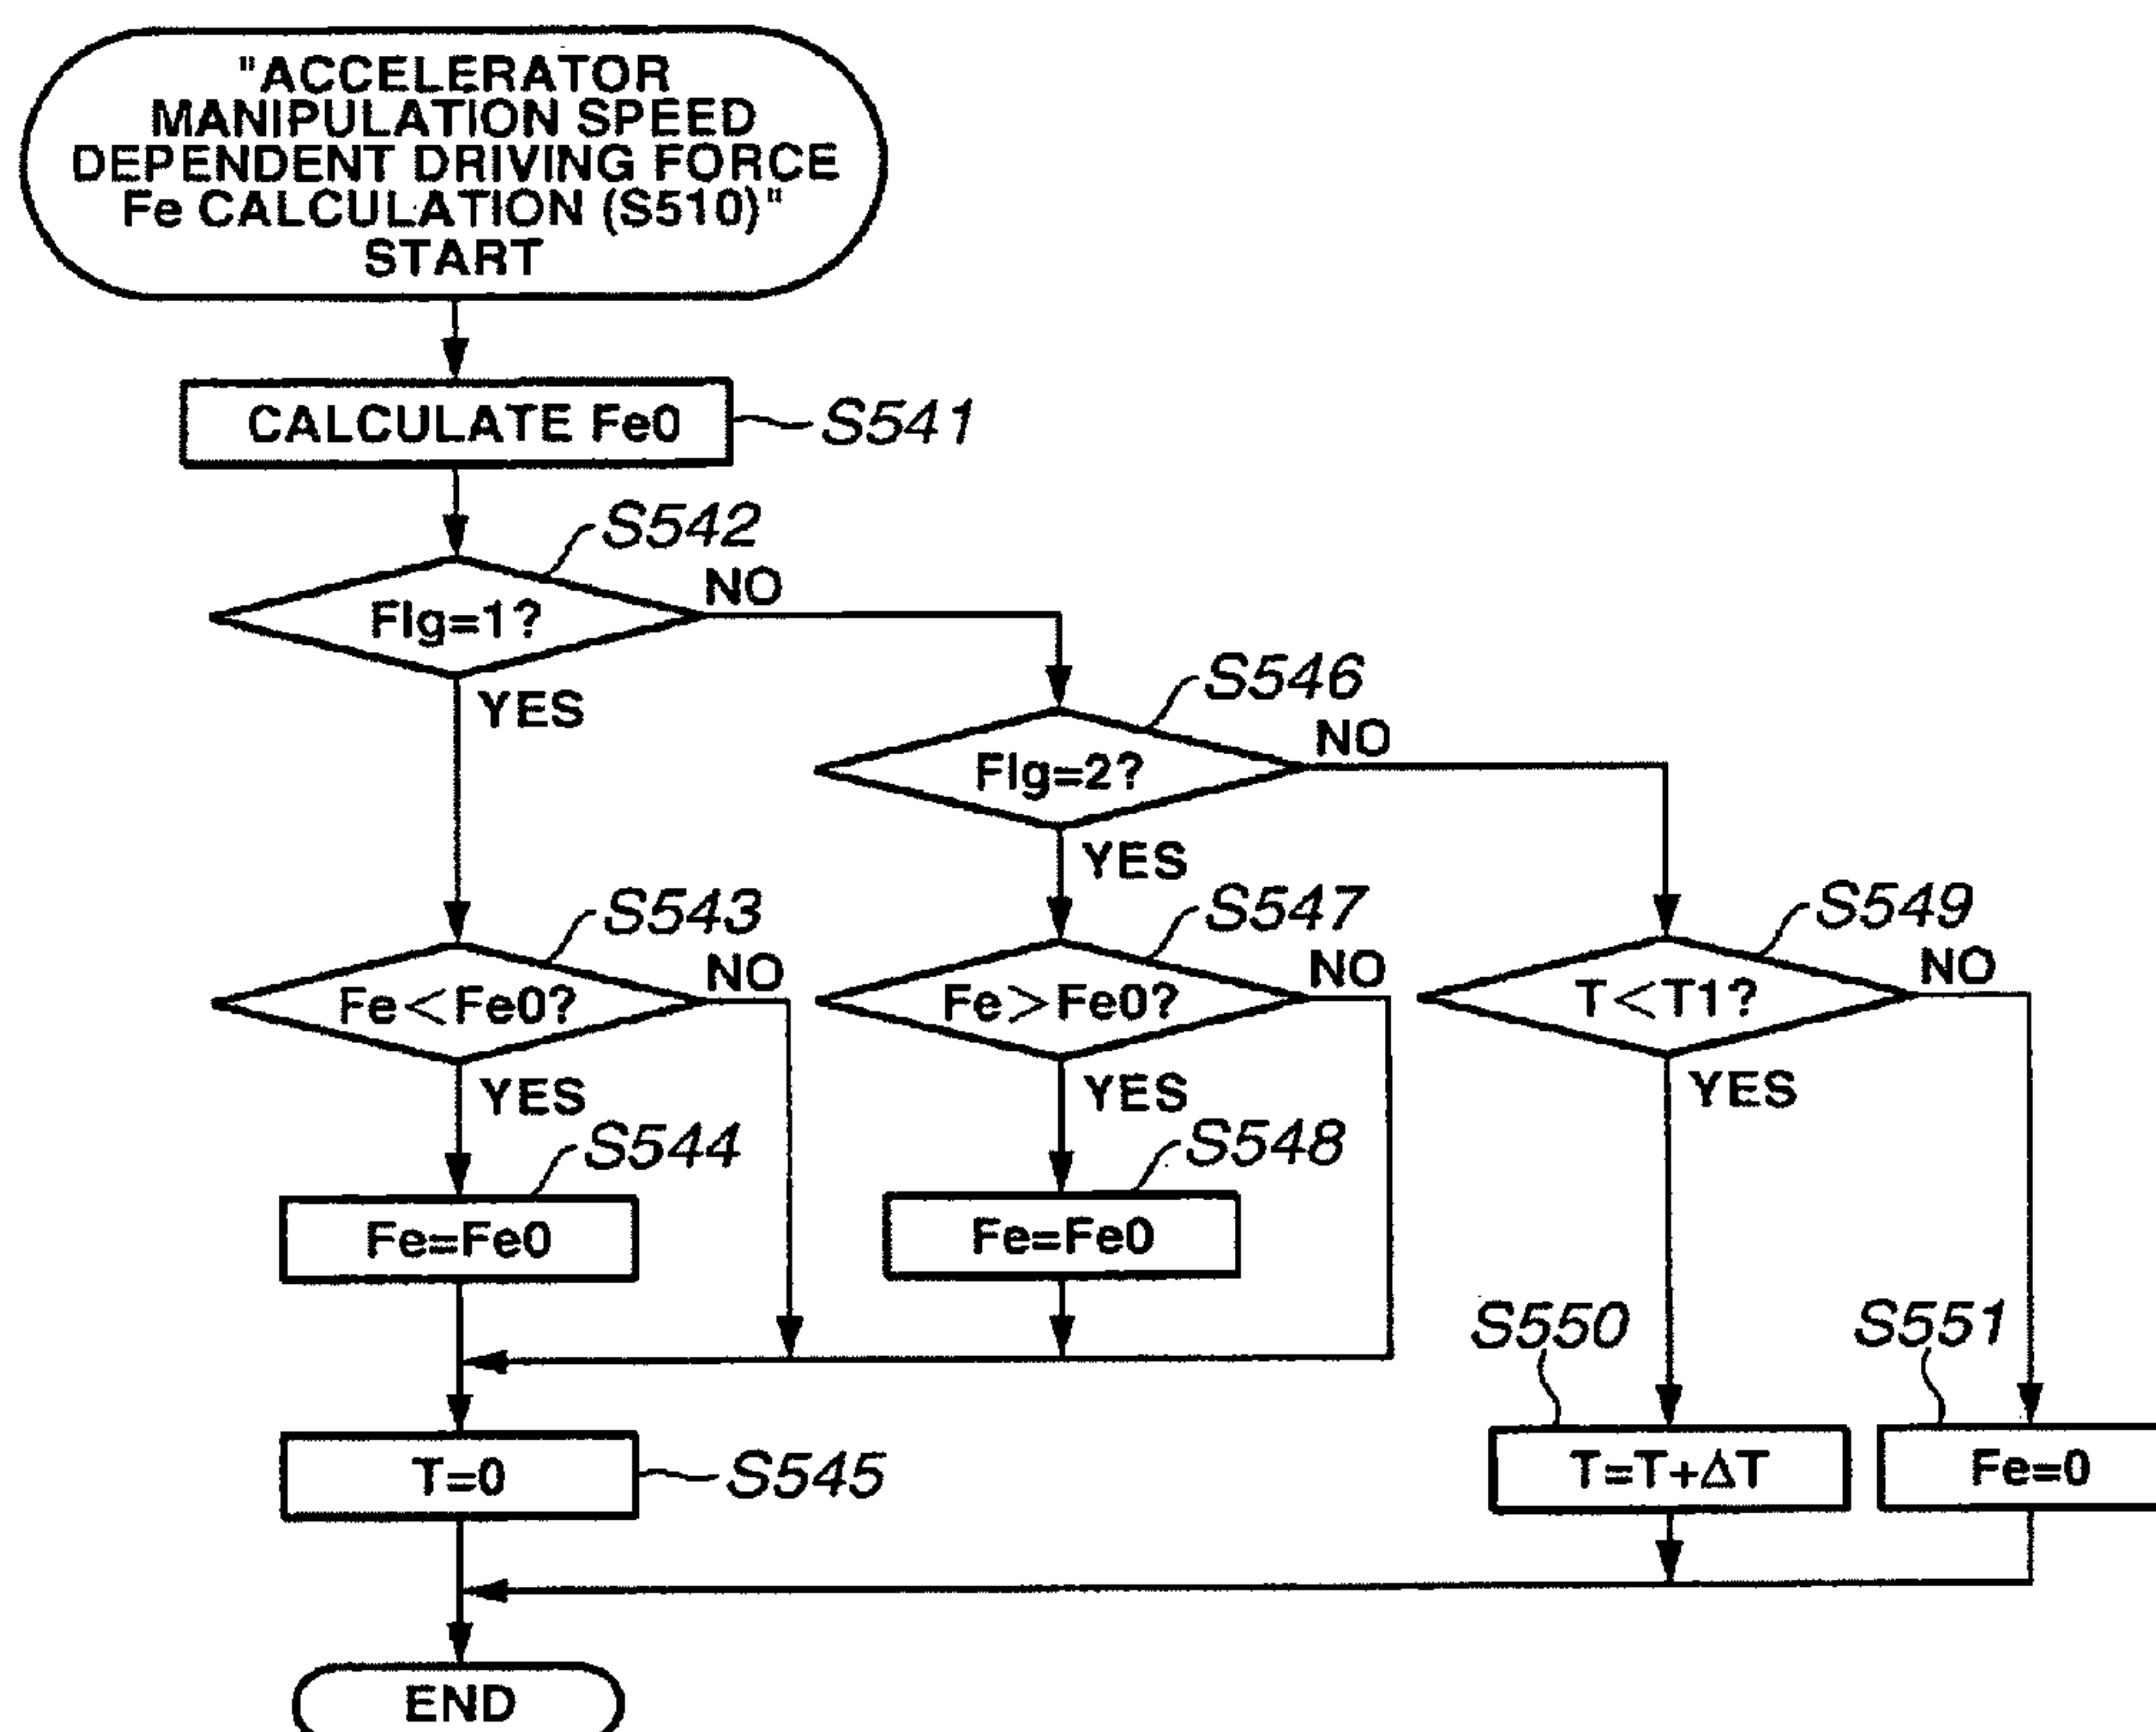 "ACCELERATOR
MANIPULATION SPEED
DEPENDENT DRIVING FORCE
Fe CALCULATION (S510)"
START
CALCULATE Fe0
S541
S542
Flg=1?
NO
YES
S546
Flg=2?
NO
YES
S543
Fe<Fe0?
NO
YES
S547
Fe>Fe0?
NO
YES
S549
T<T1?
NO
YES
S544
Fe=Fe0
S548
Fe=Fe0
S550
T=T+ΔT
S551
Fe=0
T=0
S545
END